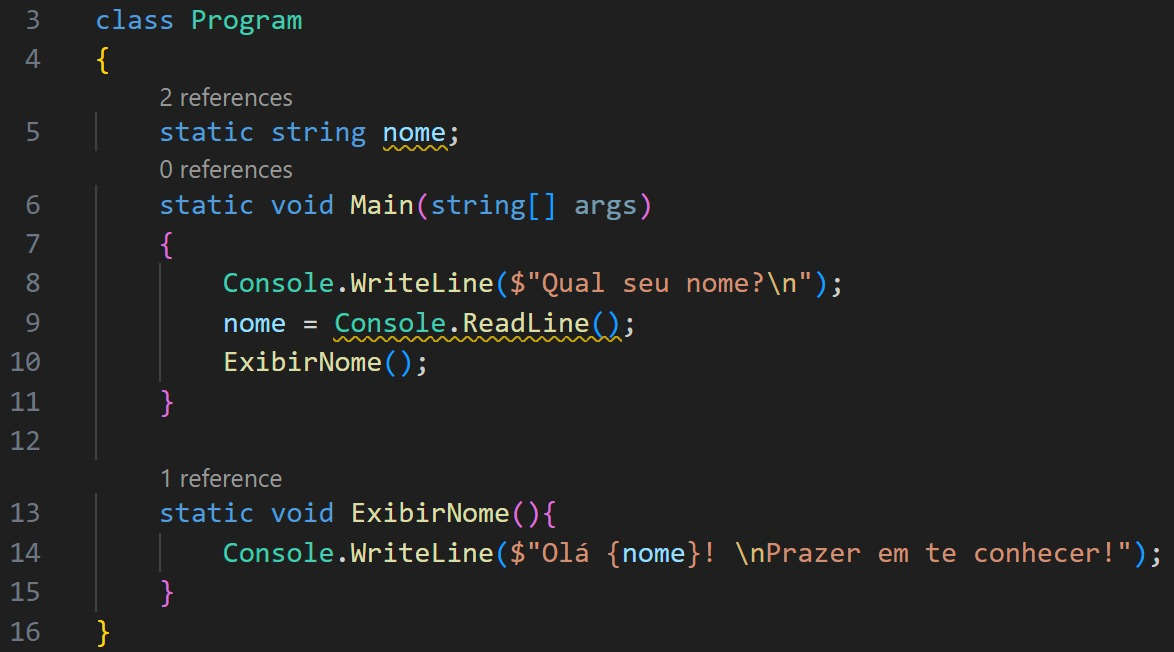 3 class Program
4 {
2 references
5 static string nome;
0 references
6 static void Main(string[] args)
7 {
8 Console.WriteLine($"Qual seu nome?\n");
9 nome = Console.ReadLine();
10 ExibirNome();
11 }
12
1 reference
13 static void ExibirNome(){
14 Console.WriteLine($"Olá {nome}! \nPrazer em te conhecer!");
15 }
16 }